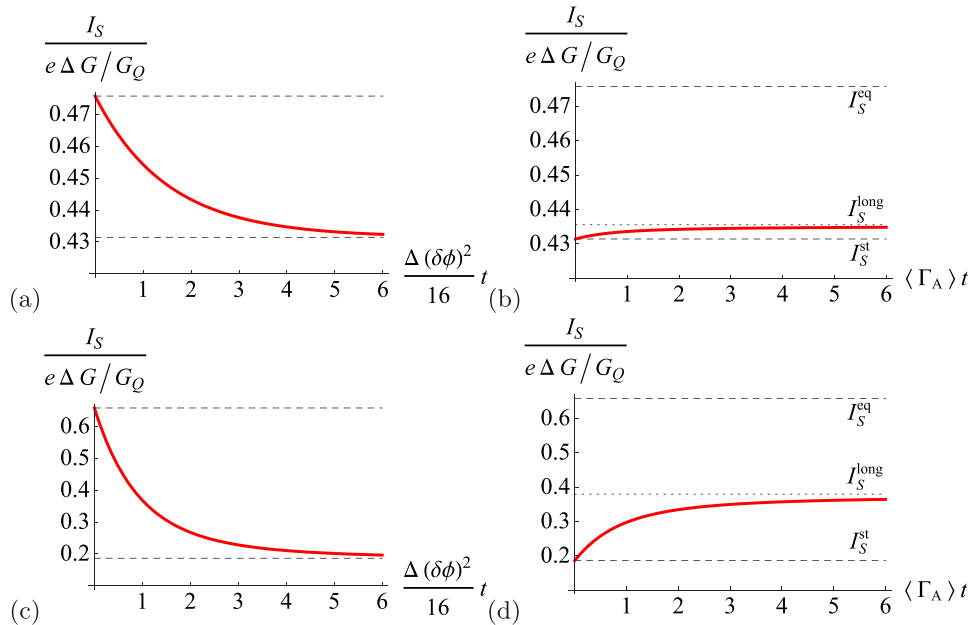 I_S
e Δ G / G_Q
0.47
0.46
0.45
0.44
0.43
1 2 3 4 5 6
Δ (δϕ)^2
16
t
(a)
I_S
e Δ G / G_Q
0.47
0.46
0.45
0.44
0.43
I_S^eq
I_S^long
I_S^st
1 2 3 4 5 6
⟨ Γ_A ⟩ t
(b)
I_S
e Δ G / G_Q
0.6
0.5
0.4
0.3
0.2
1 2 3 4 5 6
Δ (δϕ)^2
16
t
(c)
I_S
e Δ G / G_Q
0.6
0.5
0.4
0.3
0.2
I_S^eq
I_S^long
I_S^st
1 2 3 4 5 6
⟨ Γ_A ⟩ t
(d)